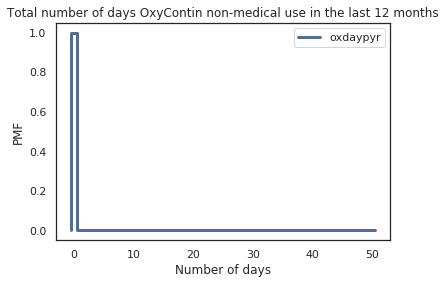 Total number of days OxyContin non-medical use in the last 12 months
oxdaypyr
PMF
1.0
0.8
0.6
0.4
0.2
0.0
0 10 20 30 40 50
Number of days